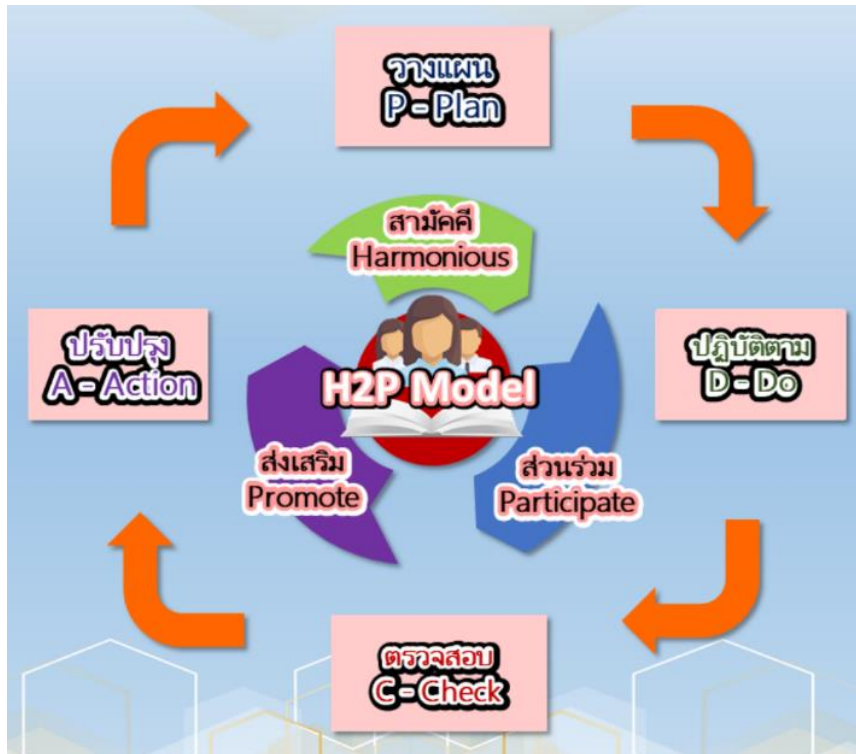 วางแผน
P - Plan
สามัคคี
Harmonious
ปรับปรุง
A - Action
H2P Model
ปฏิบัติตาม
D - Do
ส่งเสริม
Promote
ส่วนร่วม
Participate
ตรวจสอบ
C - Check